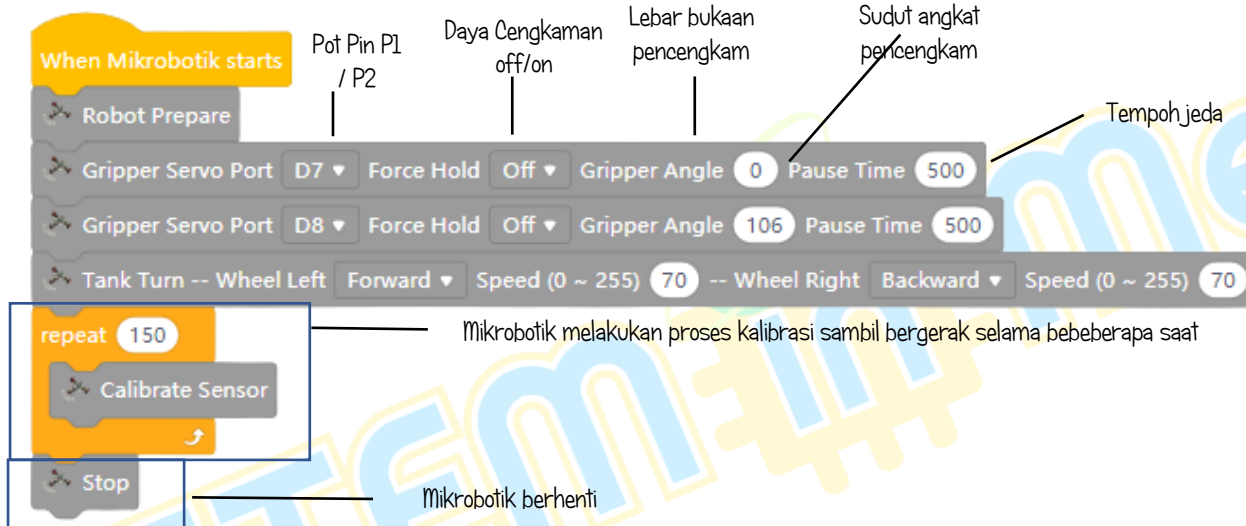 Sudut angkat
pencengkam
Lebar bukaan
pencengkam
Daya Cengkaman
off/on
Pot Pin P1
/ P2
When Mikrobotik starts
Robot Prepare
Tempoh jeda
Gripper Servo Port D7 Force Hold Off Gripper Angle 0 Pause Time 500
Gripper Servo Port D8 Force Hold Off Gripper Angle 106 Pause Time 500
Tank Turn -- Wheel Left Forward Speed (0 ~ 255) 70 -- Wheel Right Backward Speed (0 ~ 255) 70
repeat 150
Mikrobotik melakukan proses kalibrasi sambil bergerak selama bebeberapa saat
Calibrate Sensor
Stop
Mikrobotik berhenti